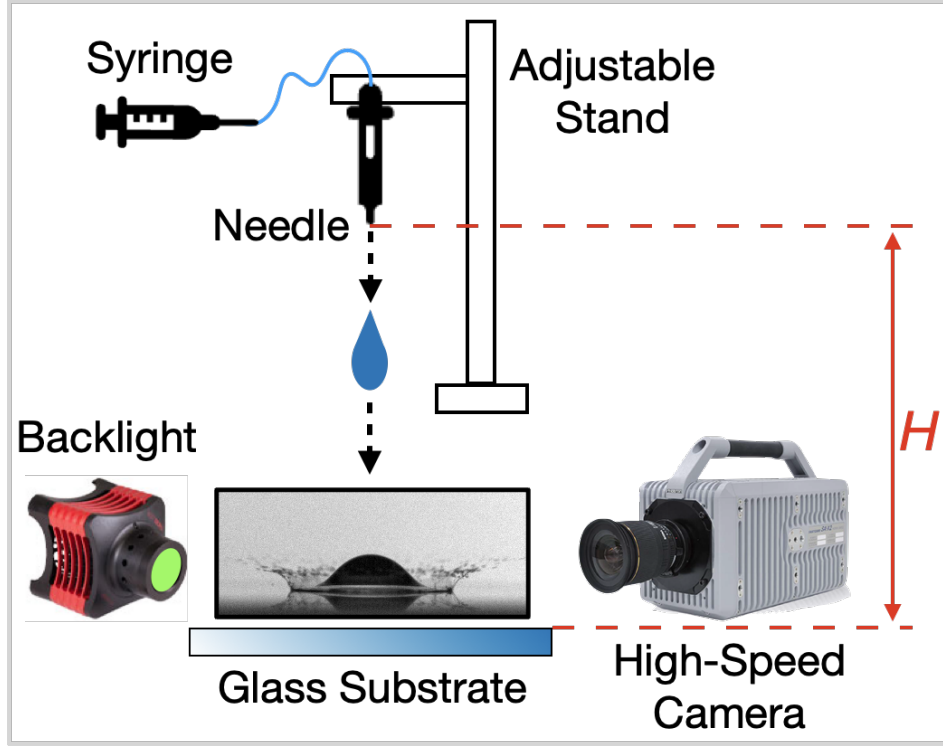 Syringe
Adjustable
Stand
Needle
Backlight
H
Glass Substrate
High-Speed
Camera